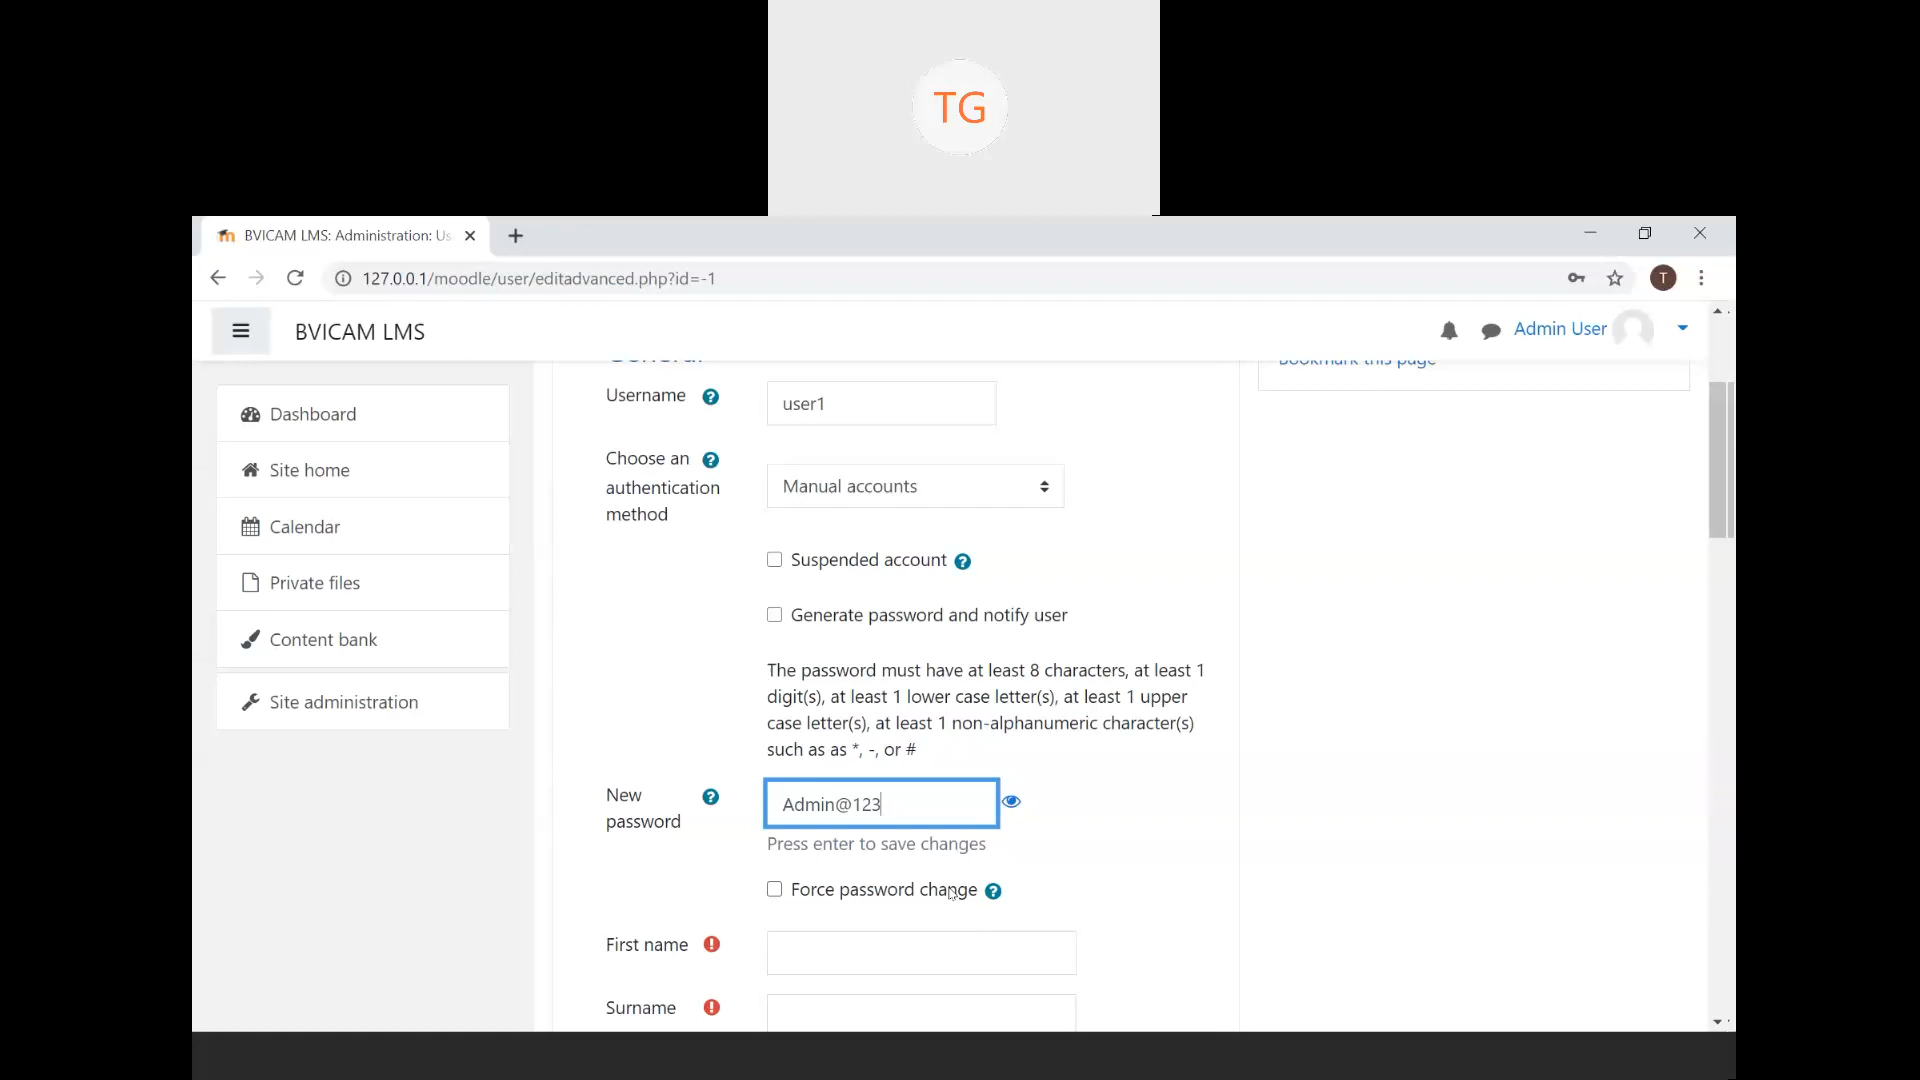 TG
BVICAM LMS: Administration: Us
127.0.0.1/moodle/user/editadvanced.php?id=-1
T
BVICAM LMS
Admin User
General
Bookmark this page
Dashboard
Site home
Calendar
Private files
Content bank
Site administration
Username
user1
Choose an
authentication
method
Manual accounts
Suspended account
Generate password and notify user
The password must have at least 8 characters, at least 1
digit(s), at least 1 lower case letter(s), at least 1 upper
case letter(s), at least 1 non-alphanumeric character(s)
such as as *, -, or #
New
password
Admin@123
Press enter to save changes
Force password change
First name
Surname